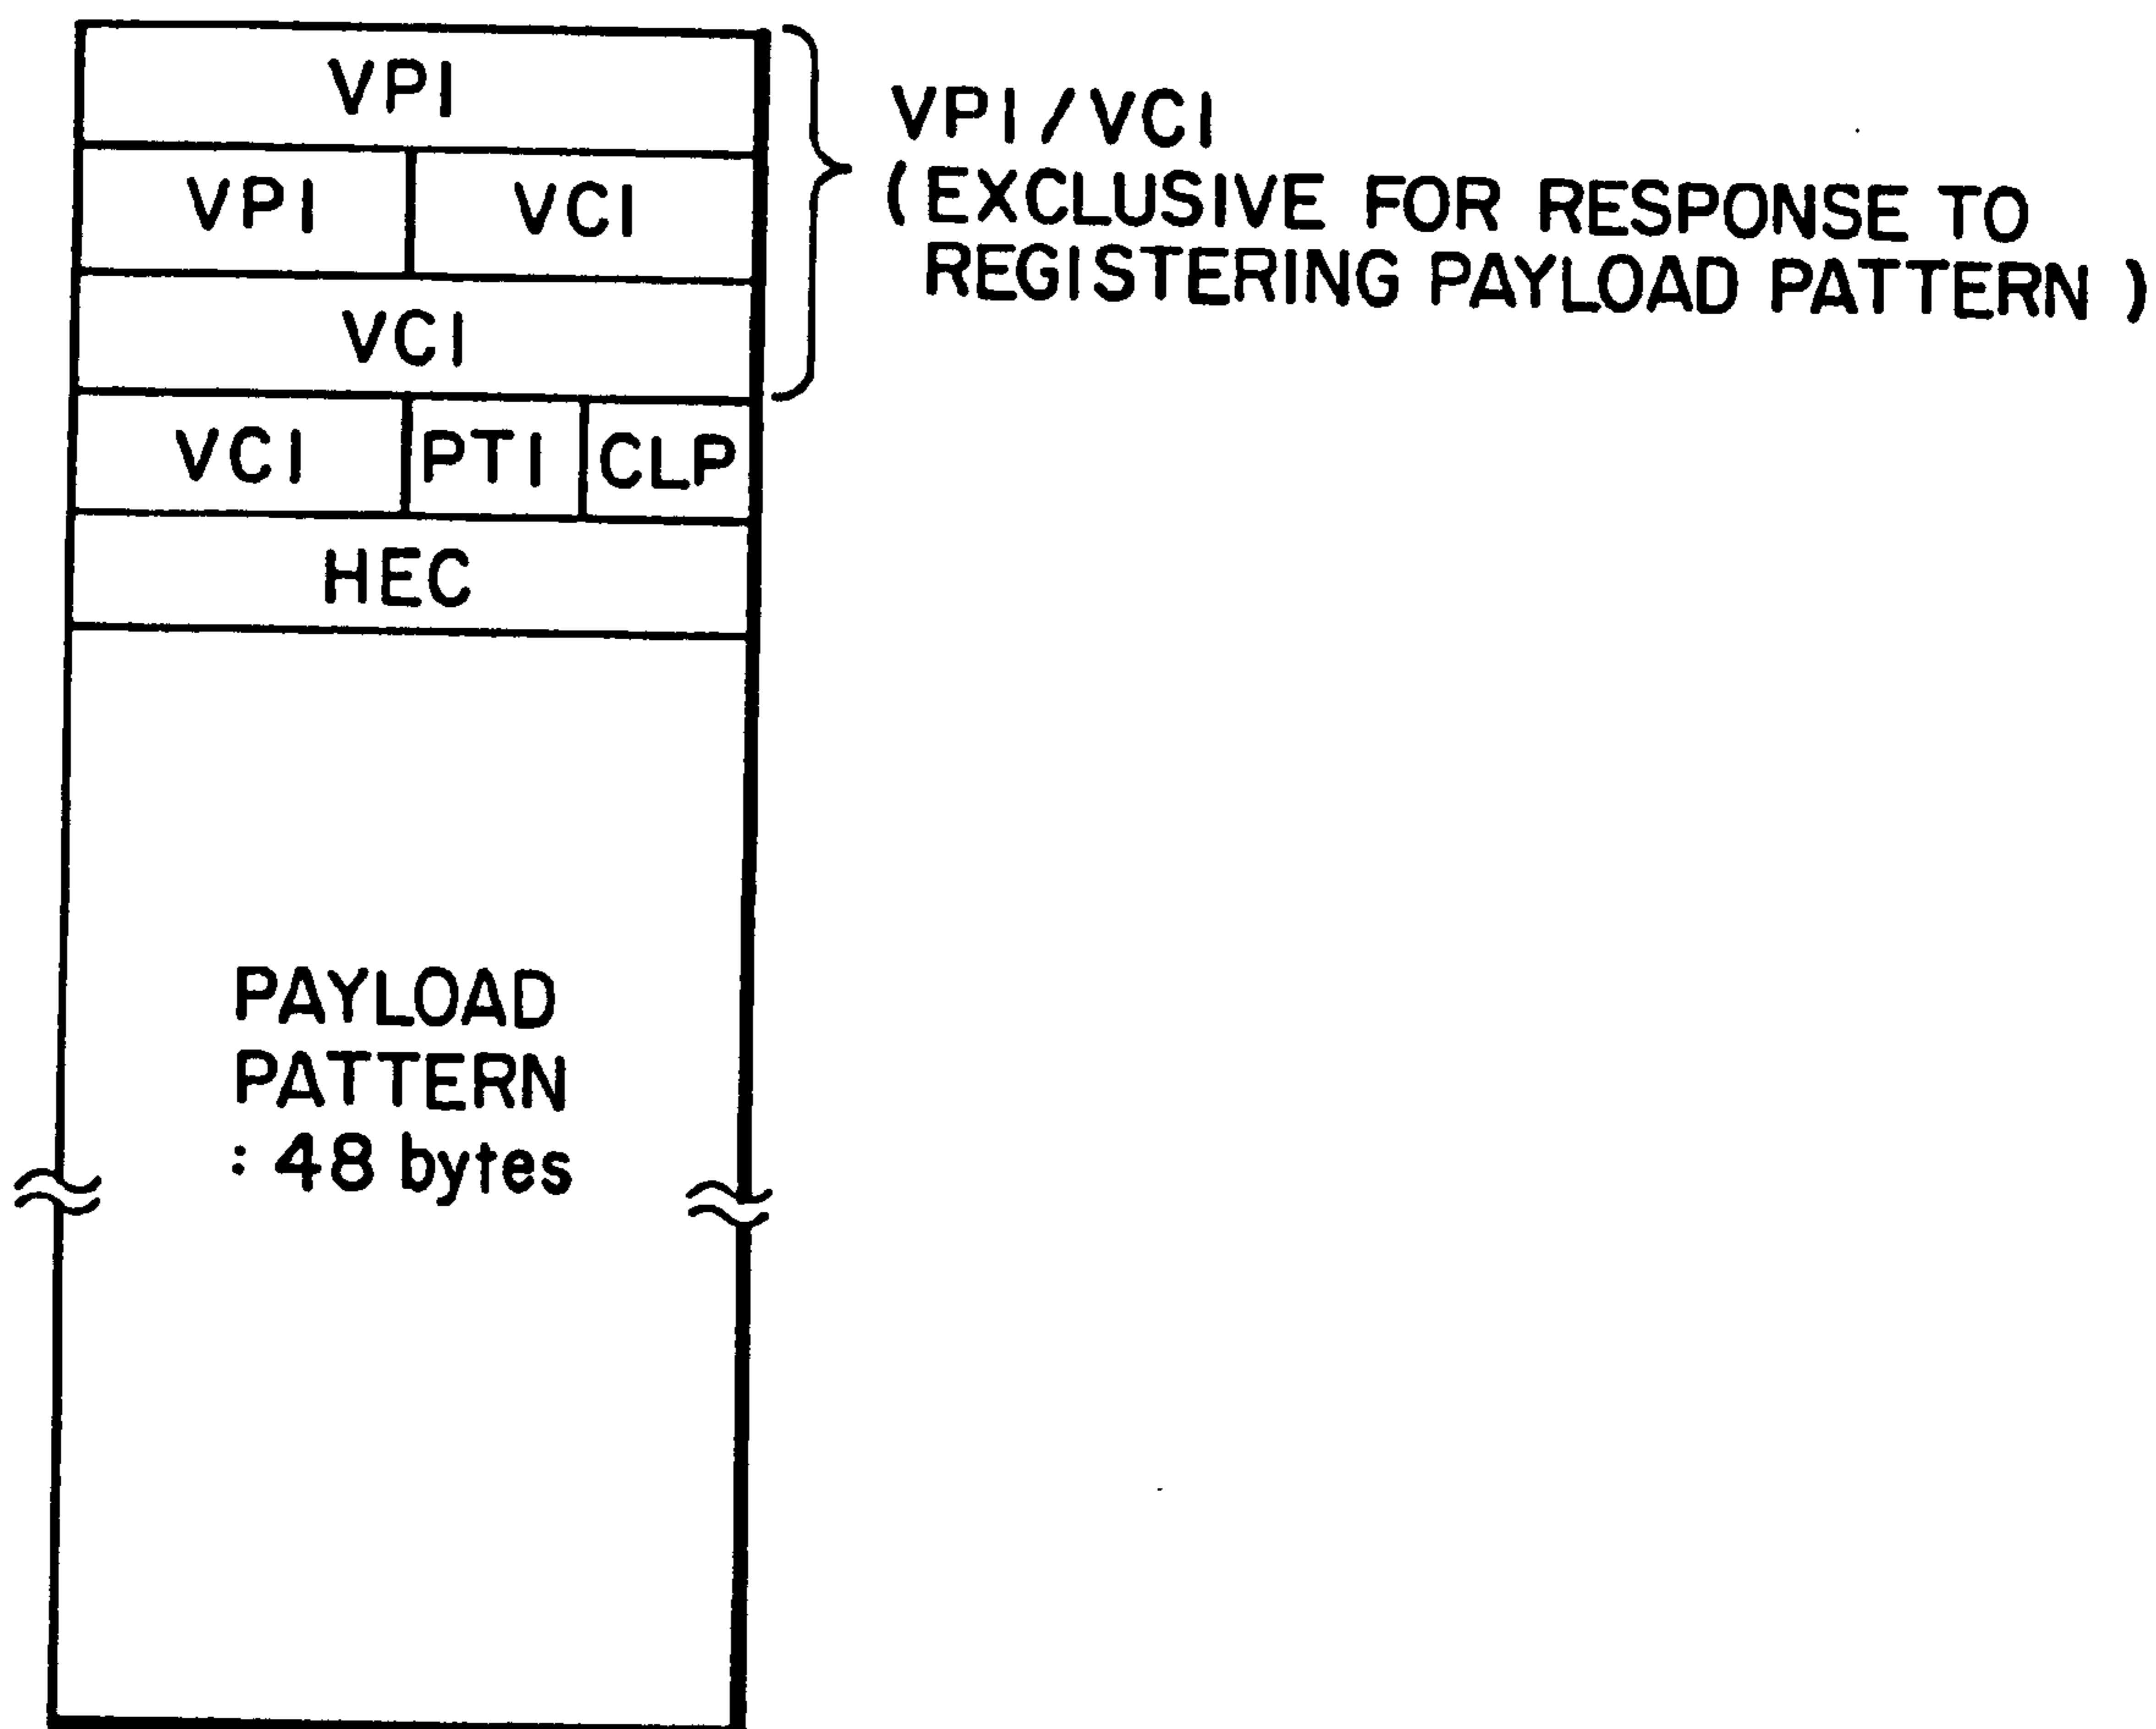 VPI
VPI VCI
VCI
VCI PTI CLP
HEC
PAYLOAD
PATTERN
: 48 bytes
VPI/VCI
(EXCLUSIVE FOR RESPONSE TO
REGISTERING PAYLOAD PATTERN)